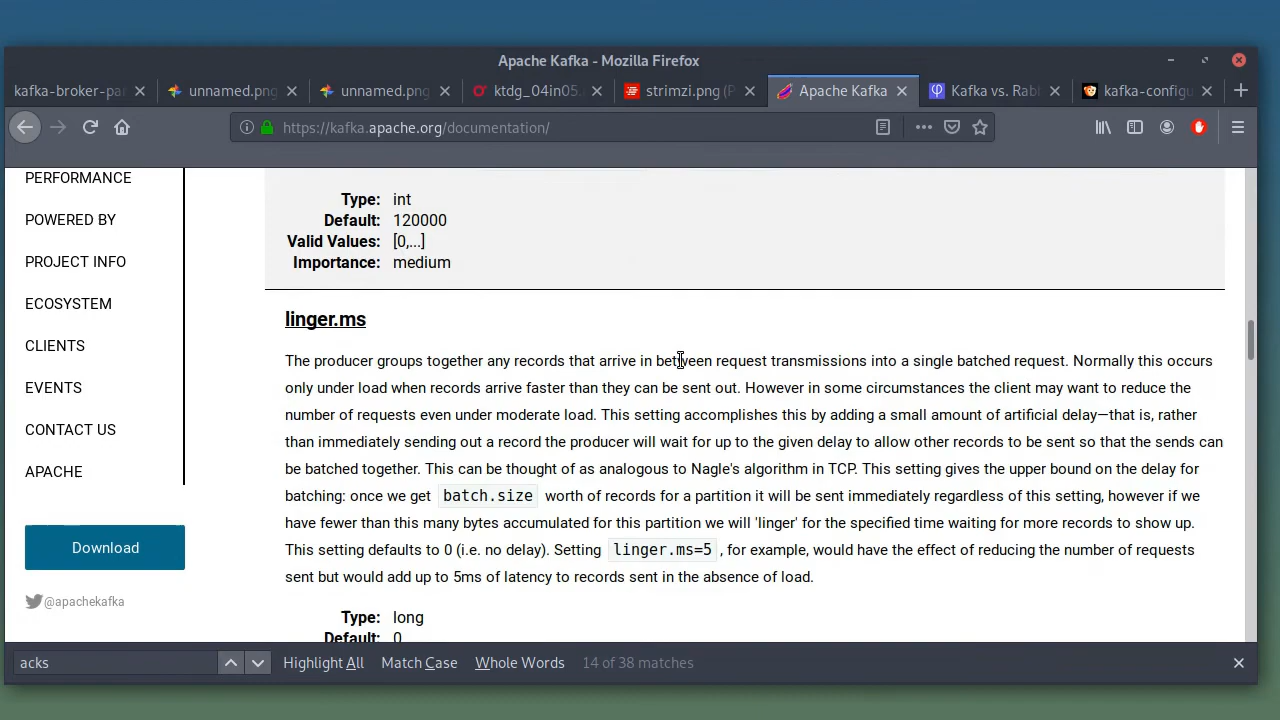 Apache Kafka - Mozilla Firefox
kafka-broker-par
unnamed.png
unnamed.png
ktdg_04in05.
strimzi.png (P
Apache Kafka
Kafka vs. Rab
kafka-configu
https://kafka.apache.org/documentation/
PERFORMANCE
POWERED BY
PROJECT INFO
ECOSYSTEM
CLIENTS
EVENTS
CONTACT US
APACHE
Download
@apachekafka
Type: int
Default: 120000
Valid Values: [0,...]
Importance: medium
linger.ms
The producer groups together any records that arrive in between request transmissions into a single batched request. Normally this occurs
only under load when records arrive faster than they can be sent out. However in some circumstances the client may want to reduce the
number of requests even under moderate load. This setting accomplishes this by adding a small amount of artificial delay—that is, rather
than immediately sending out a record the producer will wait for up to the given delay to allow other records to be sent so that the sends can
be batched together. This can be thought of as analogous to Nagle's algorithm in TCP. This setting gives the upper bound on the delay for
batching: once we get batch.size worth of records for a partition it will be sent immediately regardless of this setting, however if we
have fewer than this many bytes accumulated for this partition we will 'linger' for the specified time waiting for more records to show up.
This setting defaults to 0 (i.e. no delay). Setting linger.ms=5 , for example, would have the effect of reducing the number of requests
sent but would add up to 5ms of latency to records sent in the absence of load.
Type: long
Default: 0
acks
Highlight All
Match Case
Whole Words
14 of 38 matches